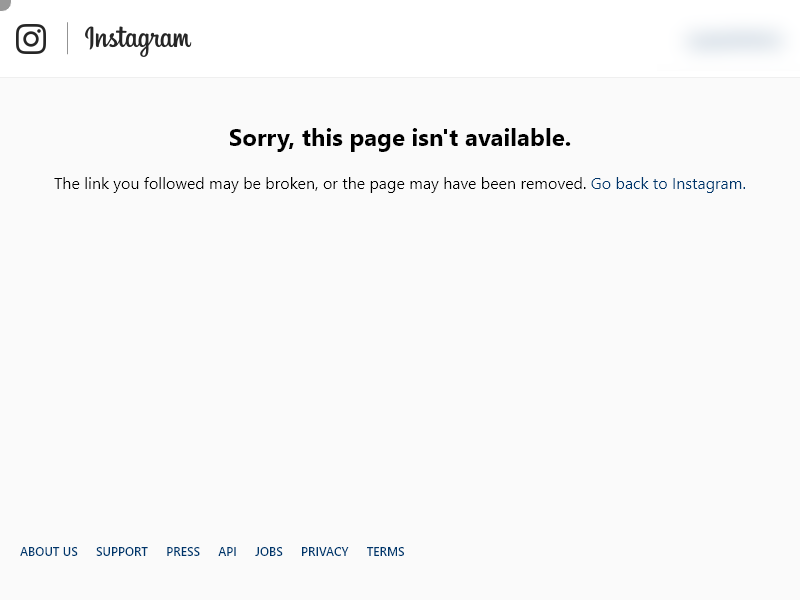 Instagram
Sorry, this page isn't available.
The link you followed may be broken, or the page may have been removed. Go back to Instagram.
ABOUT US SUPPORT PRESS API JOBS PRIVACY TERMS